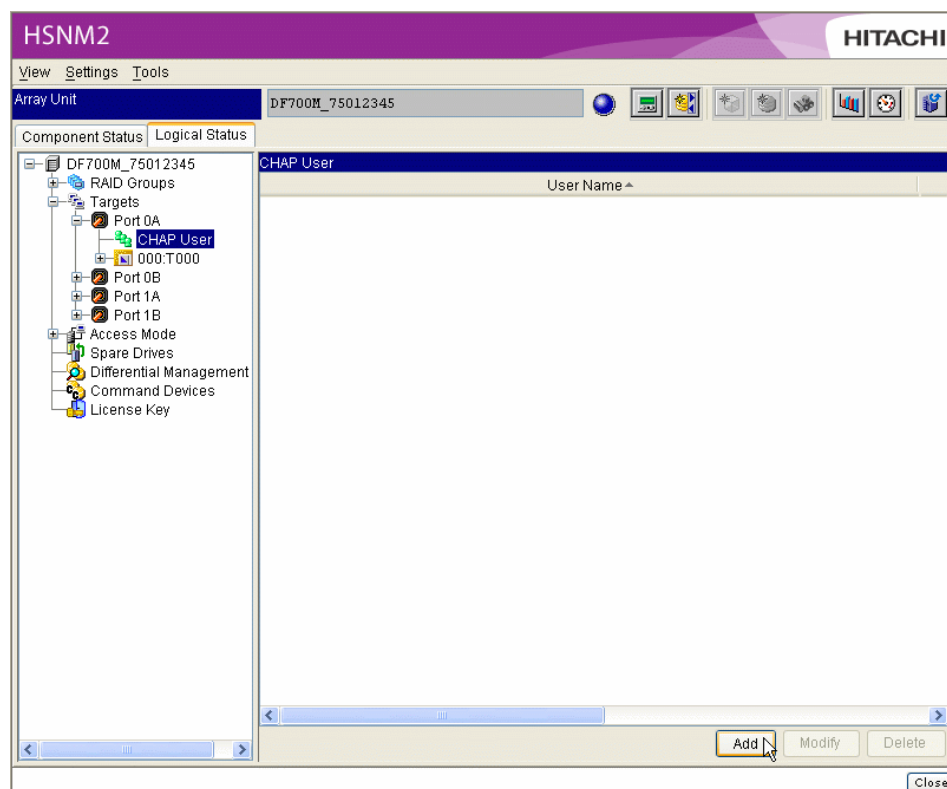 HSNM2
HITACHI
View Settings Tools
Array Unit
DF700M_75012345
Component Status
Logical Status
DF700M_75012345
RAID Groups
Targets
Port 0A
CHAP User
000:T000
Port 0B
Port 1A
Port 1B
Access Mode
Spare Drives
Differential Management
Command Devices
License Key
CHAP User
User Name
Add
Modify
Delete
Close